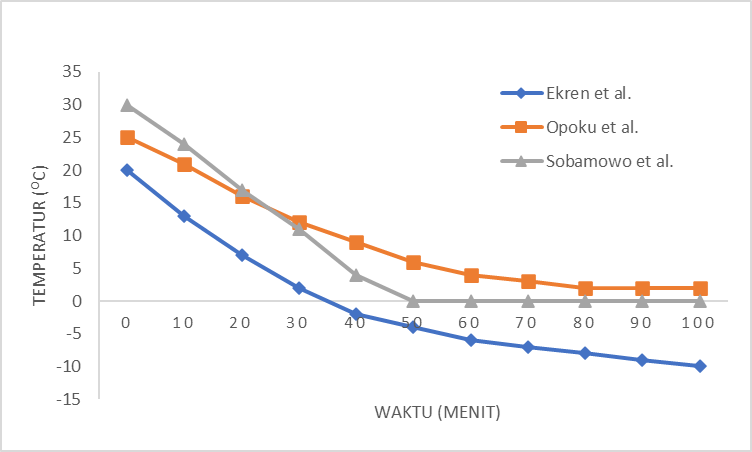 35
30
25
20
15
10
5
0
-5
-10
-15
0 10 20 30 40 50 60 70 80 90 100
TEMPERATUR (°C)
WAKTU (MENIT)
Ekren et al.
Opoku et al.
Sobamowo et al.